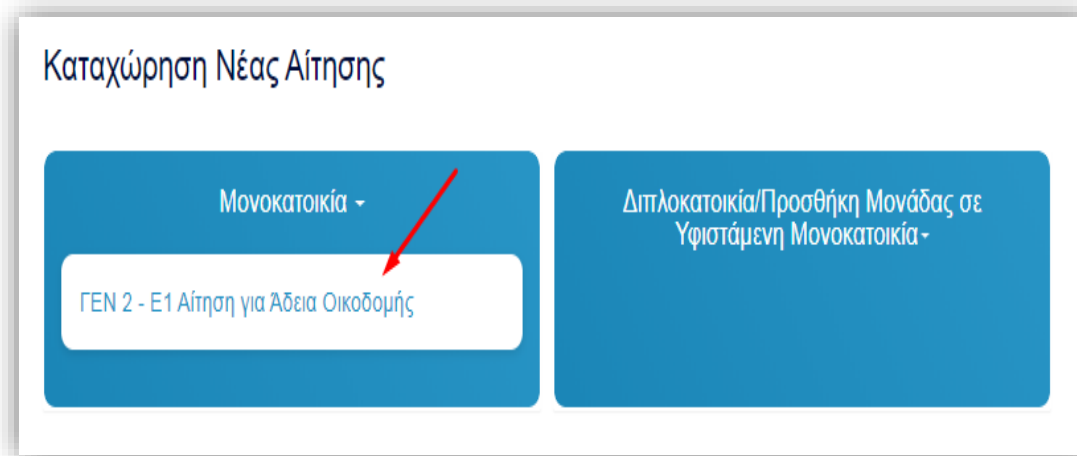 Καταχώρηση Νέας Αίτησης
Μονοκατοικία
ΓΕΝ 2 - Ε1 Αίτηση για Άδεια Οικοδομής
Διπλοκατοικία/Προσθήκη Μονάδας σε
Υφιστάμενη Μονοκατοικία